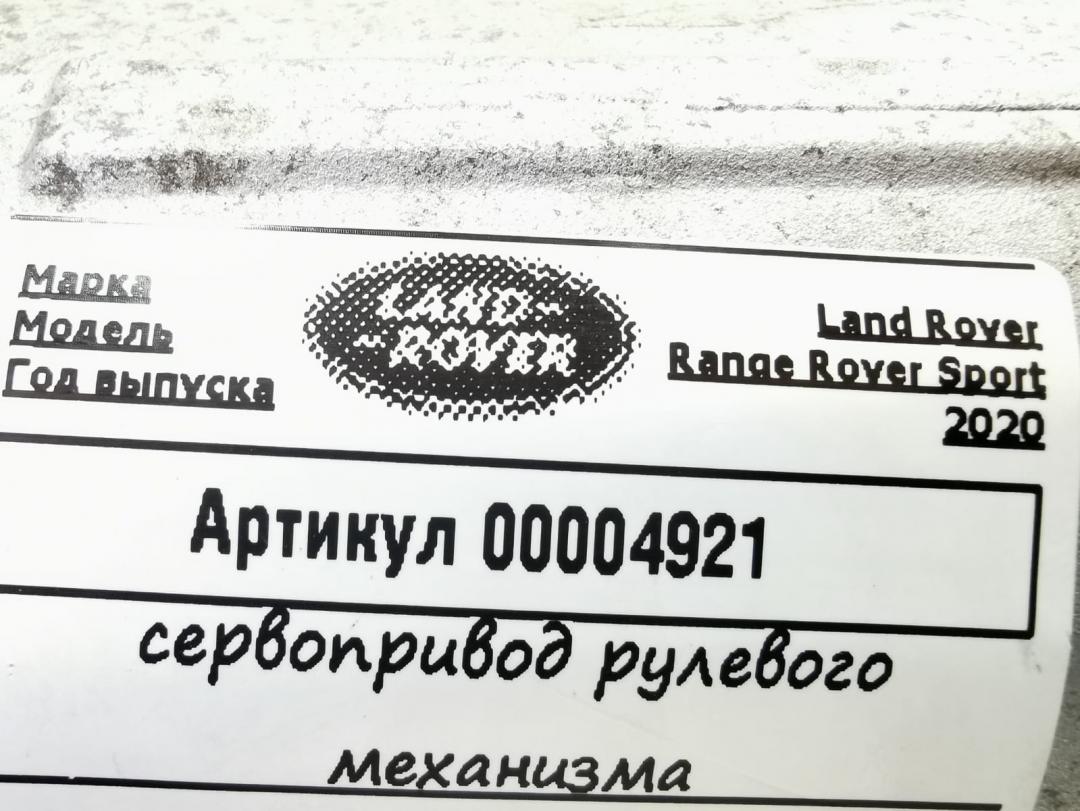 Марка
Модель
Год выпуска
LAND-
-ROVER
Land Rover
Range Rover Sport
2020
Артикул 00004921
сервопривод рулевого
механизма